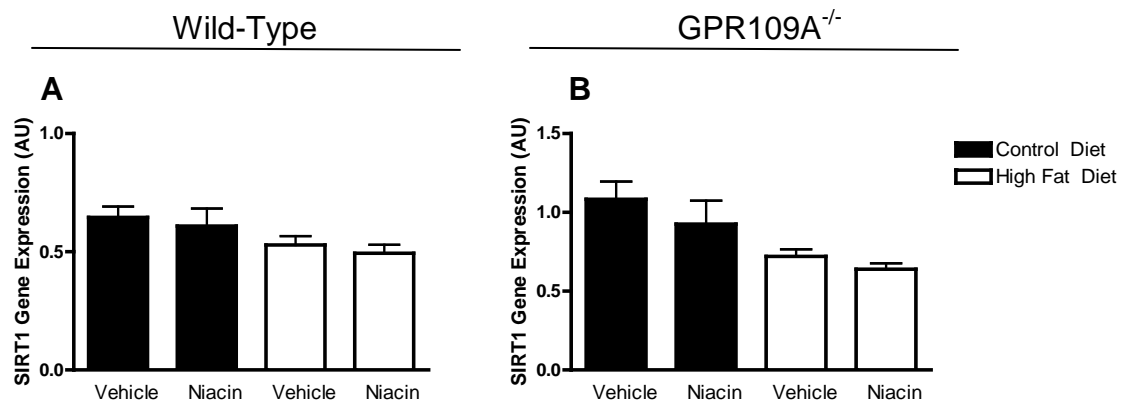 Wild-Type
GPR109A-/-
A
SIRT1 Gene Expression (AU)
1.0
0.5
0.0
Vehicle Niacin Vehicle Niacin
B
SIRT1 Gene Expression (AU)
1.5
1.0
0.5
0.0
Vehicle Niacin Vehicle Niacin
Control Diet
High Fat Diet